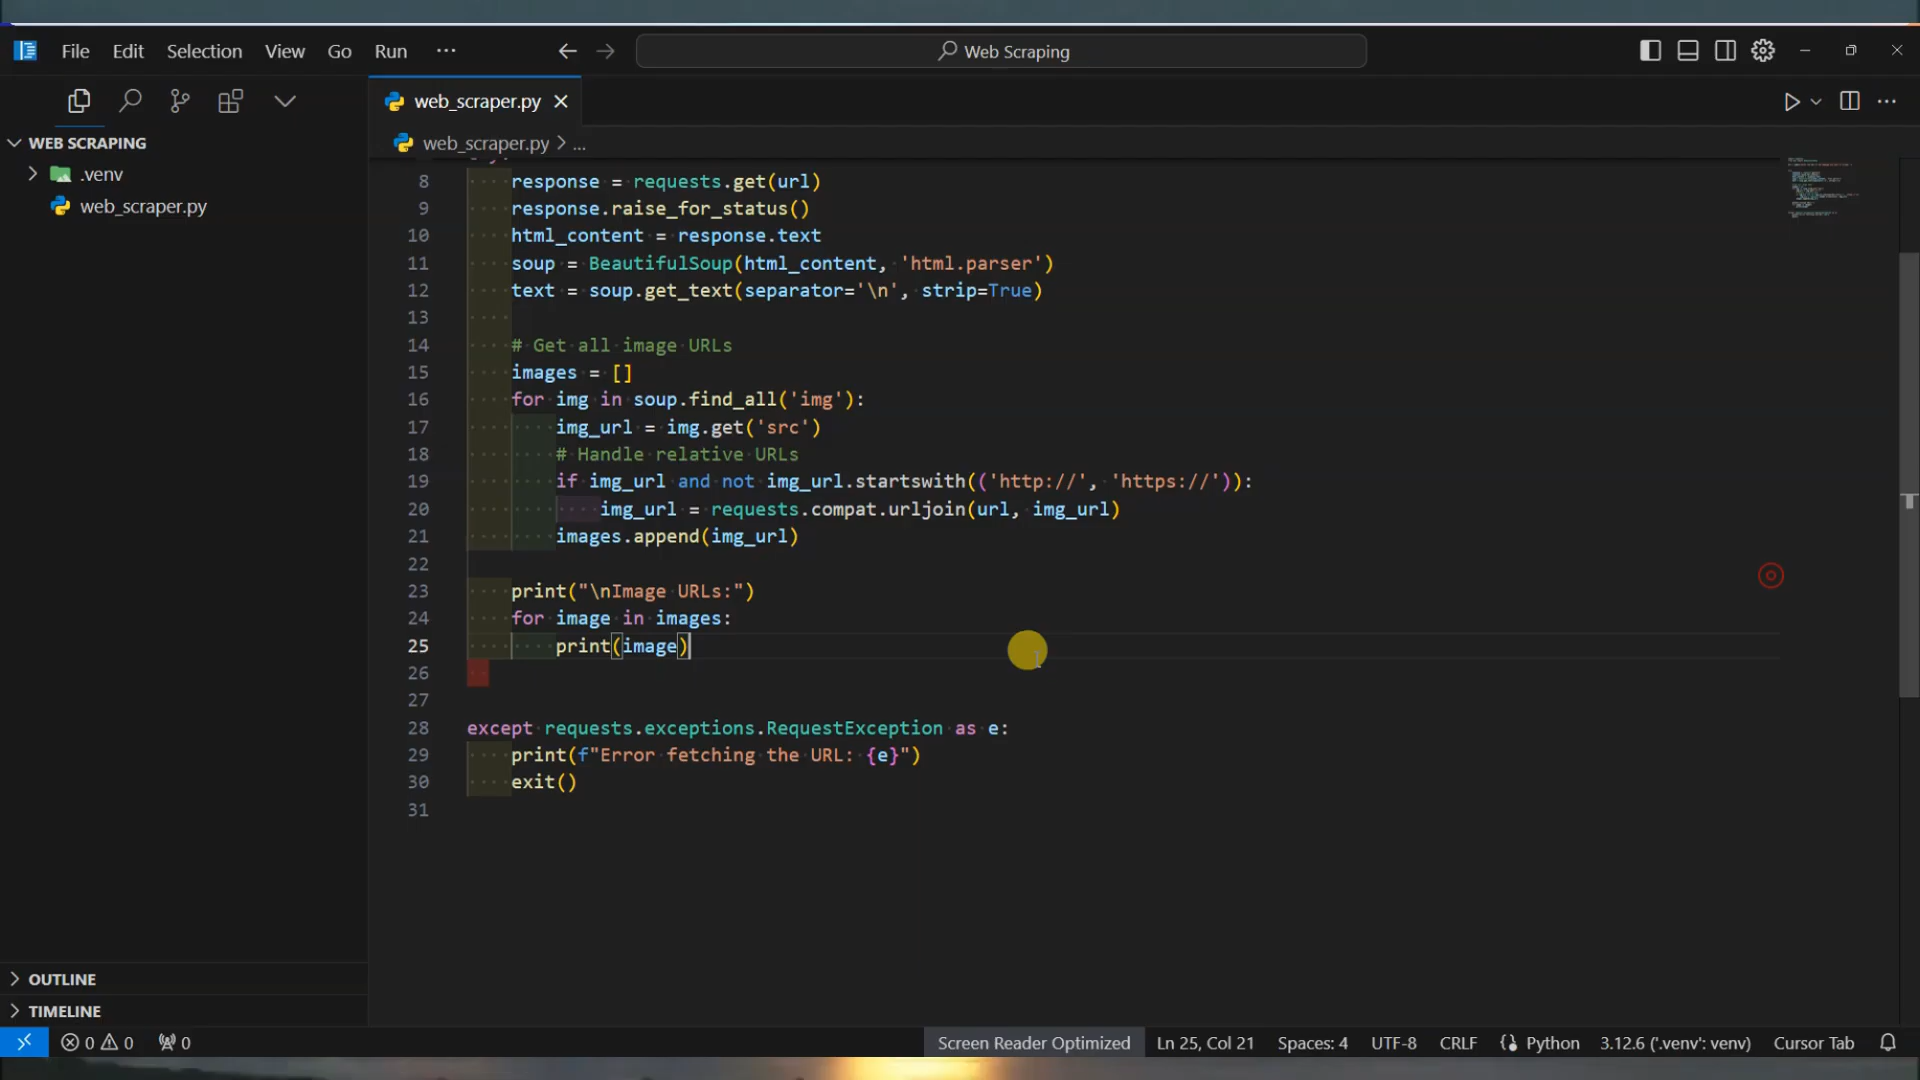 File Edit Selection View Go Run ...
Web Scraping
web_scraper.py
WEB SCRAPING
web_scraper.py > ...
.venv
web_scraper.py
8 response = requests.get(url)
9 response.raise_for_status()
10 html_content = response.text
11 soup = BeautifulSoup(html_content, 'html.parser')
12 text = soup.get_text(separator='\n', strip=True)
13
14 # Get all image URLs
15 images = []
16 for img in soup.find_all('img'):
17 img_url = img.get('src')
18 # Handle relative URLs
19 if img_url and not img_url.startswith(('http://', 'https://')):
20 img_url = requests.compat.urljoin(url, img_url)
21 images.append(img_url)
22
23 print("\nImage URLs:")
24 for image in images:
25 print(image)
26
27
28 except requests.exceptions.RequestException as e:
29 print(f"Error fetching the URL: {e}")
30 exit()
31
OUTLINE
TIMELINE
0 0 0 Screen Reader Optimized Ln 25, Col 21 Spaces: 4 UTF-8 CRLF Python 3.12.6 ('.venv': venv) Cursor Tab